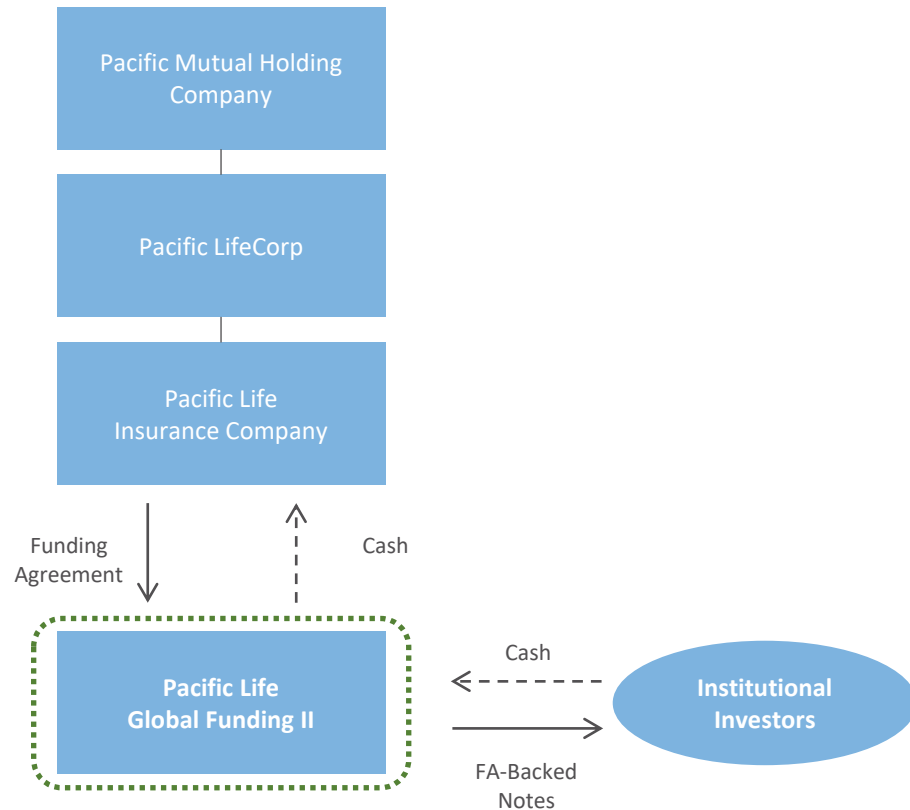 Pacific Mutual Holding
Company
Pacific LifeCorp
Pacific Life
Insurance Company
Funding
Agreement
Cash
Pacific Life
Global Funding II
Cash
FA-Backed
Notes
Institutional
Investors